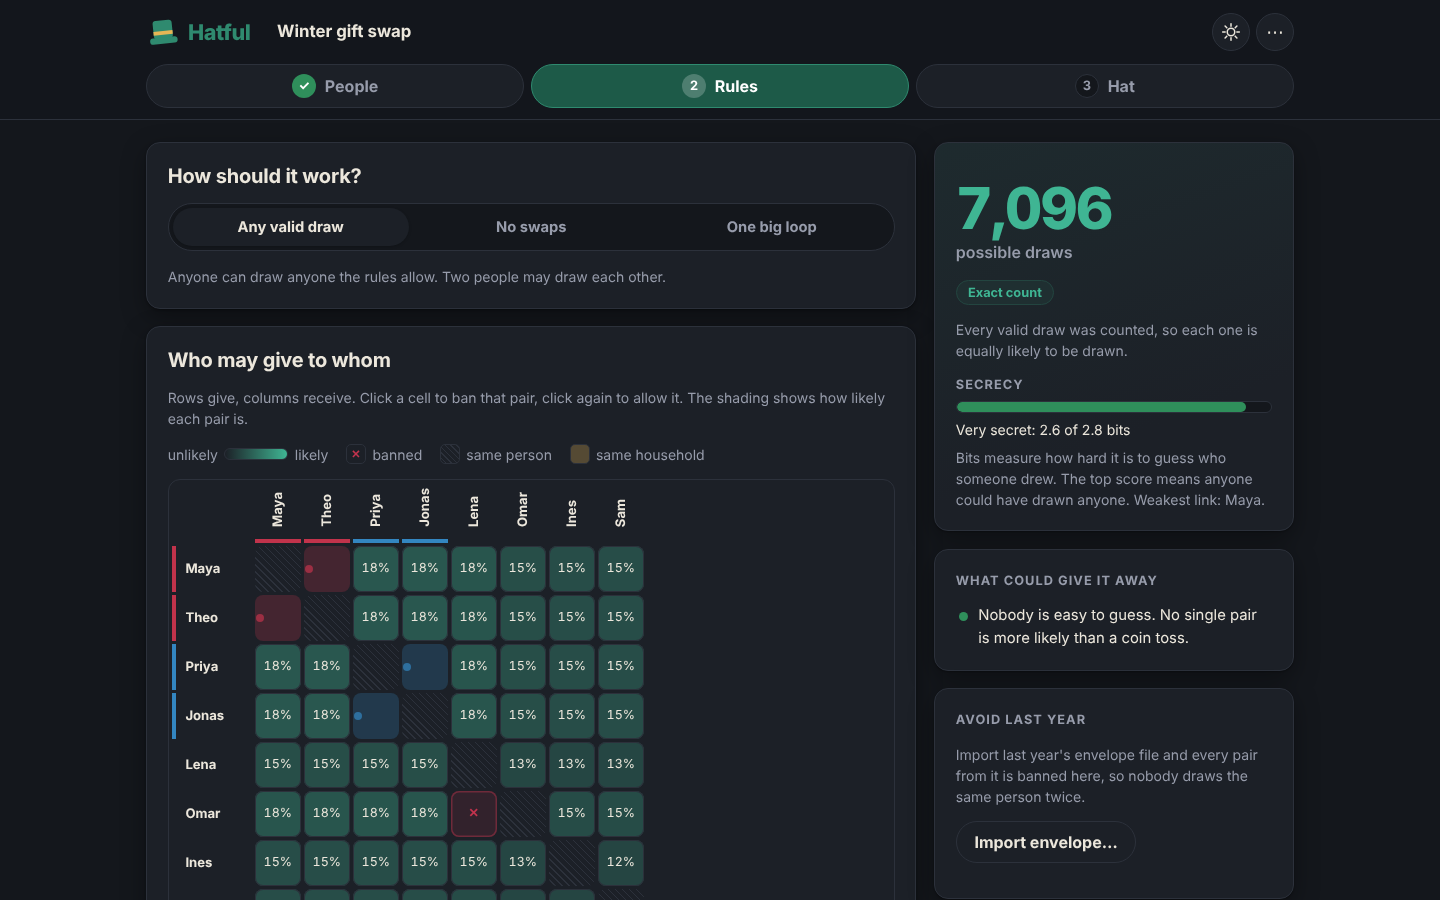 Hatful
Winter gift swap
People
2 Rules
3 Hat
How should it work?
Any valid draw
No swaps
One big loop
Anyone can draw anyone the rules allow. Two people may draw each other.
Who may give to whom
Rows give, columns receive. Click a cell to ban that pair, click again to allow it. The shading shows how likely
each pair is.
unlikely likely × banned same person same household
Maya Theo Priya Jonas Lena Omar Ines Sam
Maya 18% 18% 18% 15% 15% 15%
Theo 18% 18% 18% 15% 15% 15%
Priya 18% 18% 18% 15% 15% 15%
Jonas 18% 18% 18% 15% 15% 15%
Lena 15% 15% 15% 15% 13% 13% 13%
Omar 18% 18% 18% 18% × 15% 15%
Ines 15% 15% 15% 15% 15% 13% 12%
7,096
possible draws
Exact count
Every valid draw was counted, so each one is
equally likely to be drawn.
SECRECY
Very secret: 2.6 of 2.8 bits
Bits measure how hard it is to guess who
someone drew. The top score means anyone
could have drawn anyone. Weakest link: Maya.
WHAT COULD GIVE IT AWAY
Nobody is easy to guess. No single pair
is more likely than a coin toss.
AVOID LAST YEAR
Import last year's envelope file and every pair
from it is banned here, so nobody draws the
same person twice.
Import envelope...